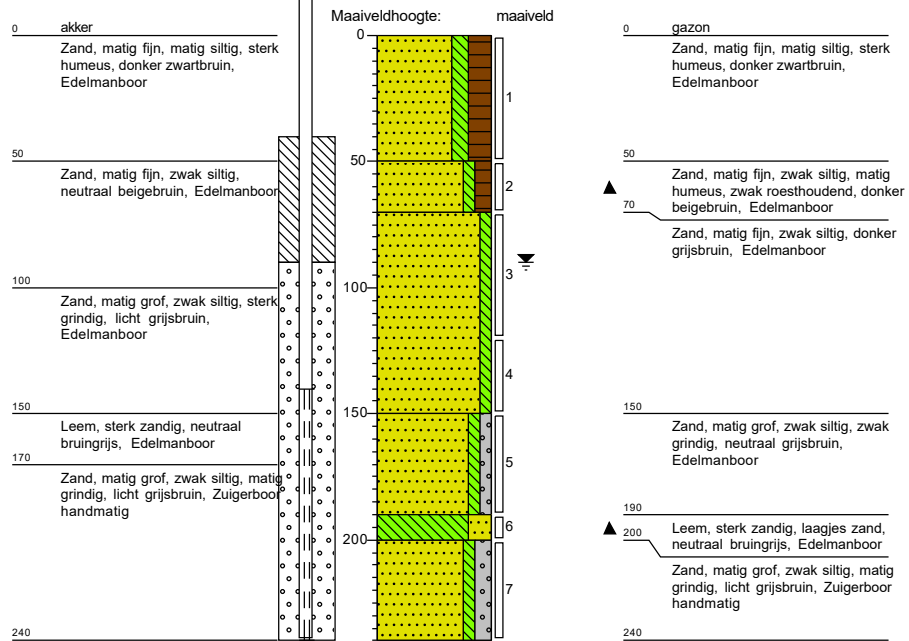 Maaiveldhoogte: maaiveld
0 akker
Zand, matig fijn, matig siltig, sterk
humeus, donker zwartbruin,
Edelmanboor
50
Zand, matig fijn, zwak siltig,
neutraal beigebruin, Edelmanboor
100
Zand, matig grof, zwak siltig, sterk
grindig, licht grijsbruin,
Edelmanboor
150
Leem, sterk zandig, neutraal
bruingrijs, Edelmanboor
170
Zand, matig grof, zwak siltig, matig
grindig, licht grijsbruin, Zuigerboor
handmatig
240
0
50
100
150
200
1
2
3
4
5
6
7
0 gazon
Zand, matig fijn, matig siltig, sterk
humeus, donker zwartbruin,
Edelmanboor
50
Zand, matig fijn, zwak siltig, matig
humeus, zwak roesthoudend, donker
beigebruin, Edelmanboor
70
Zand, matig fijn, zwak siltig, donker
grijsbruin, Edelmanboor
150
Zand, matig grof, zwak siltig, zwak
grindig, neutraal grijsbruin,
Edelmanboor
190
Leem, sterk zandig, laagjes zand,
neutraal bruingrijs, Edelmanboor
200
Zand, matig grof, zwak siltig, matig
grindig, licht grijsbruin, Zuigerboor
handmatig
240